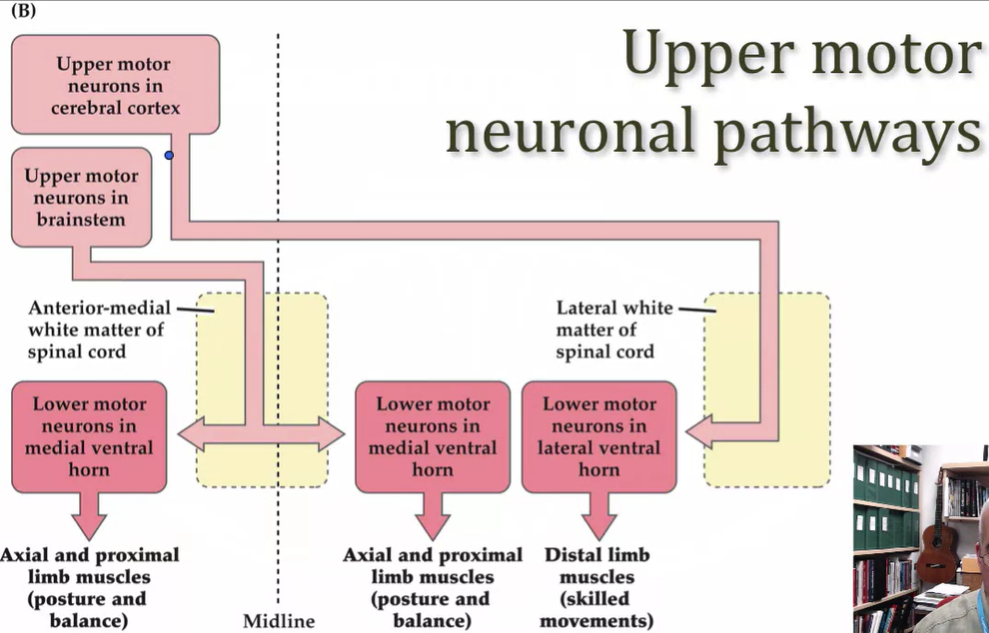 (B)
Upper motor
neuronal pathways
Upper motor
neurons in
cerebral cortex
Upper motor
neurons in
brainstem
Anterior-medial
white matter of
spinal cord
Lateral white
matter of
spinal cord
Lower motor
neurons in
medial ventral
horn
Lower motor
neurons in
medial ventral
horn
Lower motor
neurons in
lateral ventral
horn
Axial and proximal
limb muscles
(posture and
balance)
Midline
Axial and proximal
limb muscles
(posture and
balance)
Distal limb
muscles
(skilled
movements)